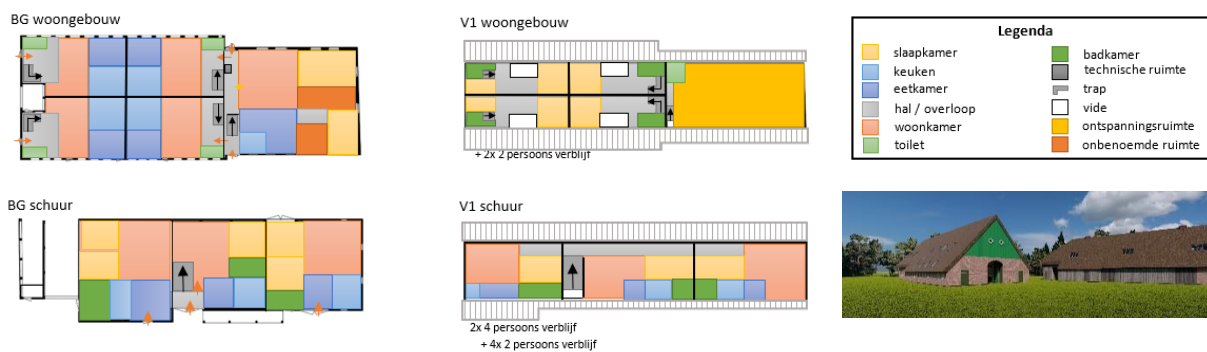 BG woongebouw
V1 woongebouw
+ 2x 2 persoons verblijf
Legenda
slaapkamer
keuken
eetkamer
hal / overloop
woonkamer
toilet
badkamer
technische ruimte
trap
vide
ontspanningsruimte
onbenoemde ruimte
BG schuur
V1 schuur
2x 4 persoons verblijf
+ 4x 2 persoons verblijf